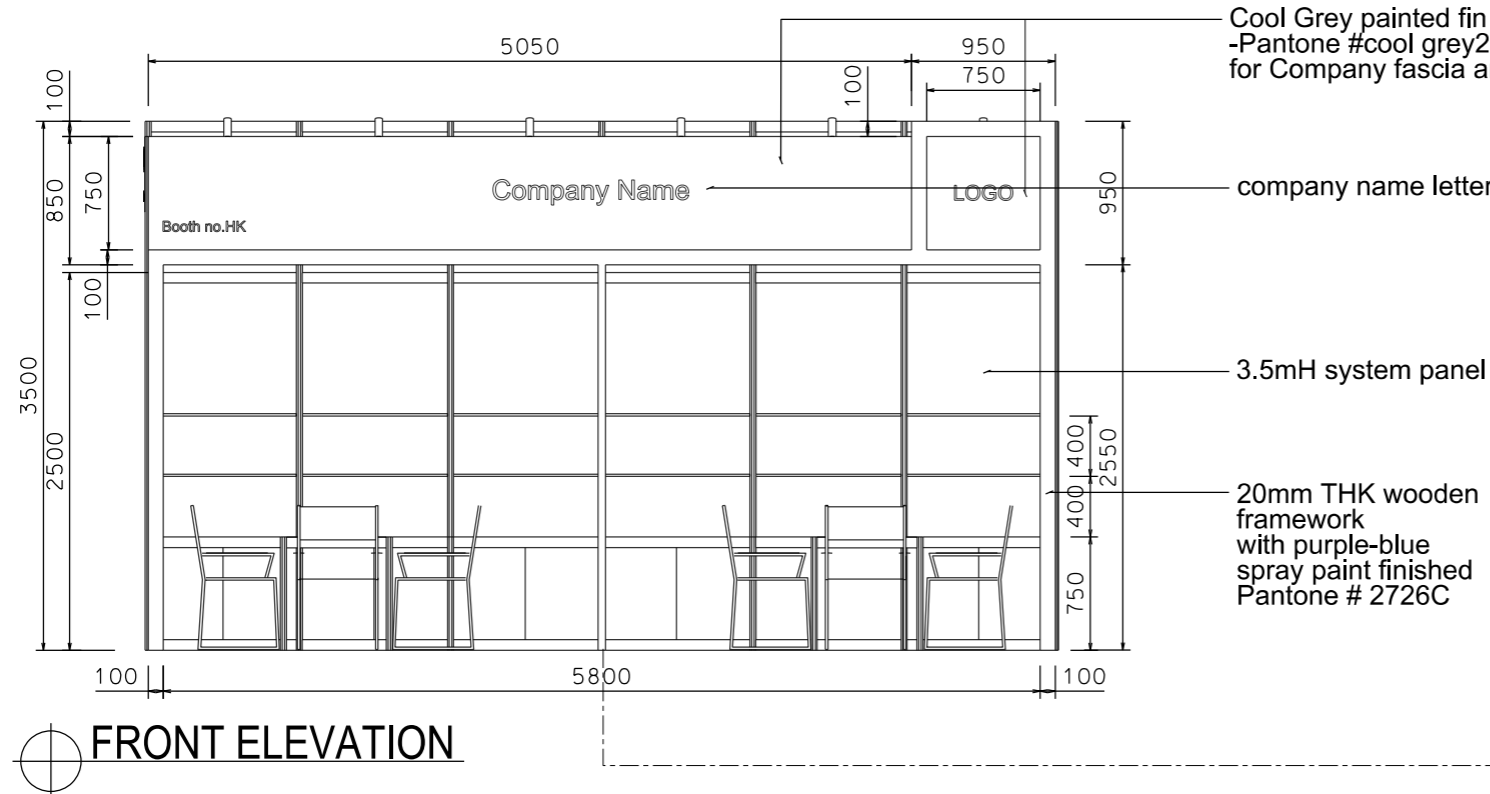 Cool Grey painted fin
-Pantone #cool grey2
for Company fascia a
5050
950
750
100
100
Company Name
LOGO
company name letter
Booth no.HK
850
750
950
100
3500
2500
3.5mH system panel
400
2550
400
750
20mm THK wooden
framework
with purple-blue
spray paint finished
Pantone # 2726C
100
5800
100
FRONT ELEVATION